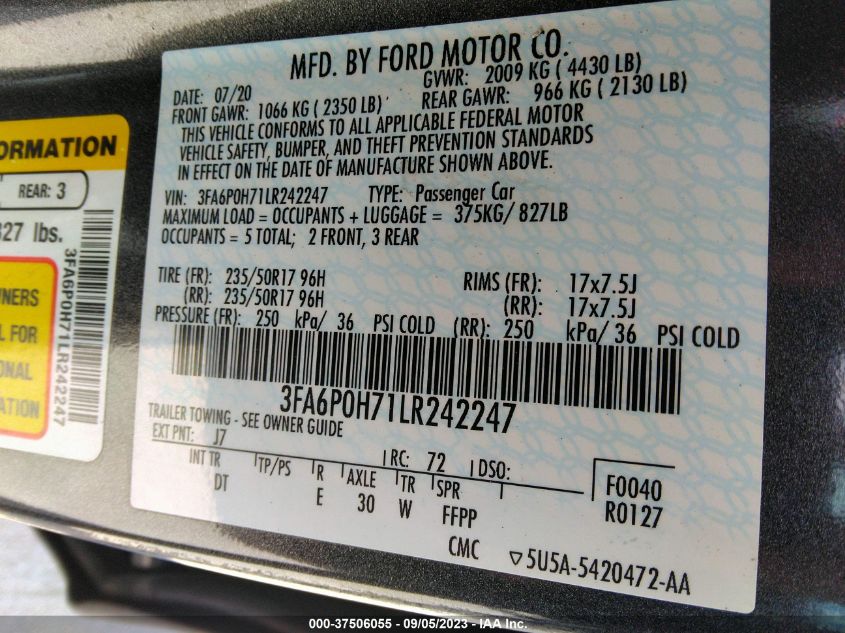 MFD. BY FORD MOTOR CO.
DATE: 07/20
GVWR: 2009 KG ( 4430 LB)
FRONT GAWR: 1066 KG ( 2350 LB)
REAR GAWR: 966 KG ( 2130 LB)
THIS VEHICLE CONFORMS TO ALL APPLICABLE FEDERAL MOTOR
VEHICLE SAFETY, BUMPER, AND THEFT PREVENTION STANDARDS
IN EFFECT ON THE DATE OF MANUFACTURE SHOWN ABOVE.
VIN: 3FA6P0H71LR242247 TYPE: Passenger Car
MAXIMUM LOAD = OCCUPANTS + LUGGAGE = 375KG/ 827LB
OCCUPANTS = 5 TOTAL; 2 FRONT, 3 REAR
TIRE (FR): 235/50R17 96H RIMS (FR): 17x7.5J
(RR): 235/50R17 96H (RR): 17x7.5J
PRESSURE (FR): 250 kPa/ 36 PSI COLD (RR): 250 kPa/ 36 PSI COLD
3FA6P0H71LR242247
TRAILER TOWING - SEE OWNER GUIDE
EXT PNT: J7 RC: 72 DSO:
INT TR TP/PS R AXLE TR SPR F0040
DT E 30 W FFPP R0127
CMC ▽5U5A-5420472-AA
ORMATION
REAR: 3
827 lbs.
WNERS
L FOR
ONAL
ATION
3FA6P0H71LR242247
000-37506055 — 09/05/2023 — IAA Inc.